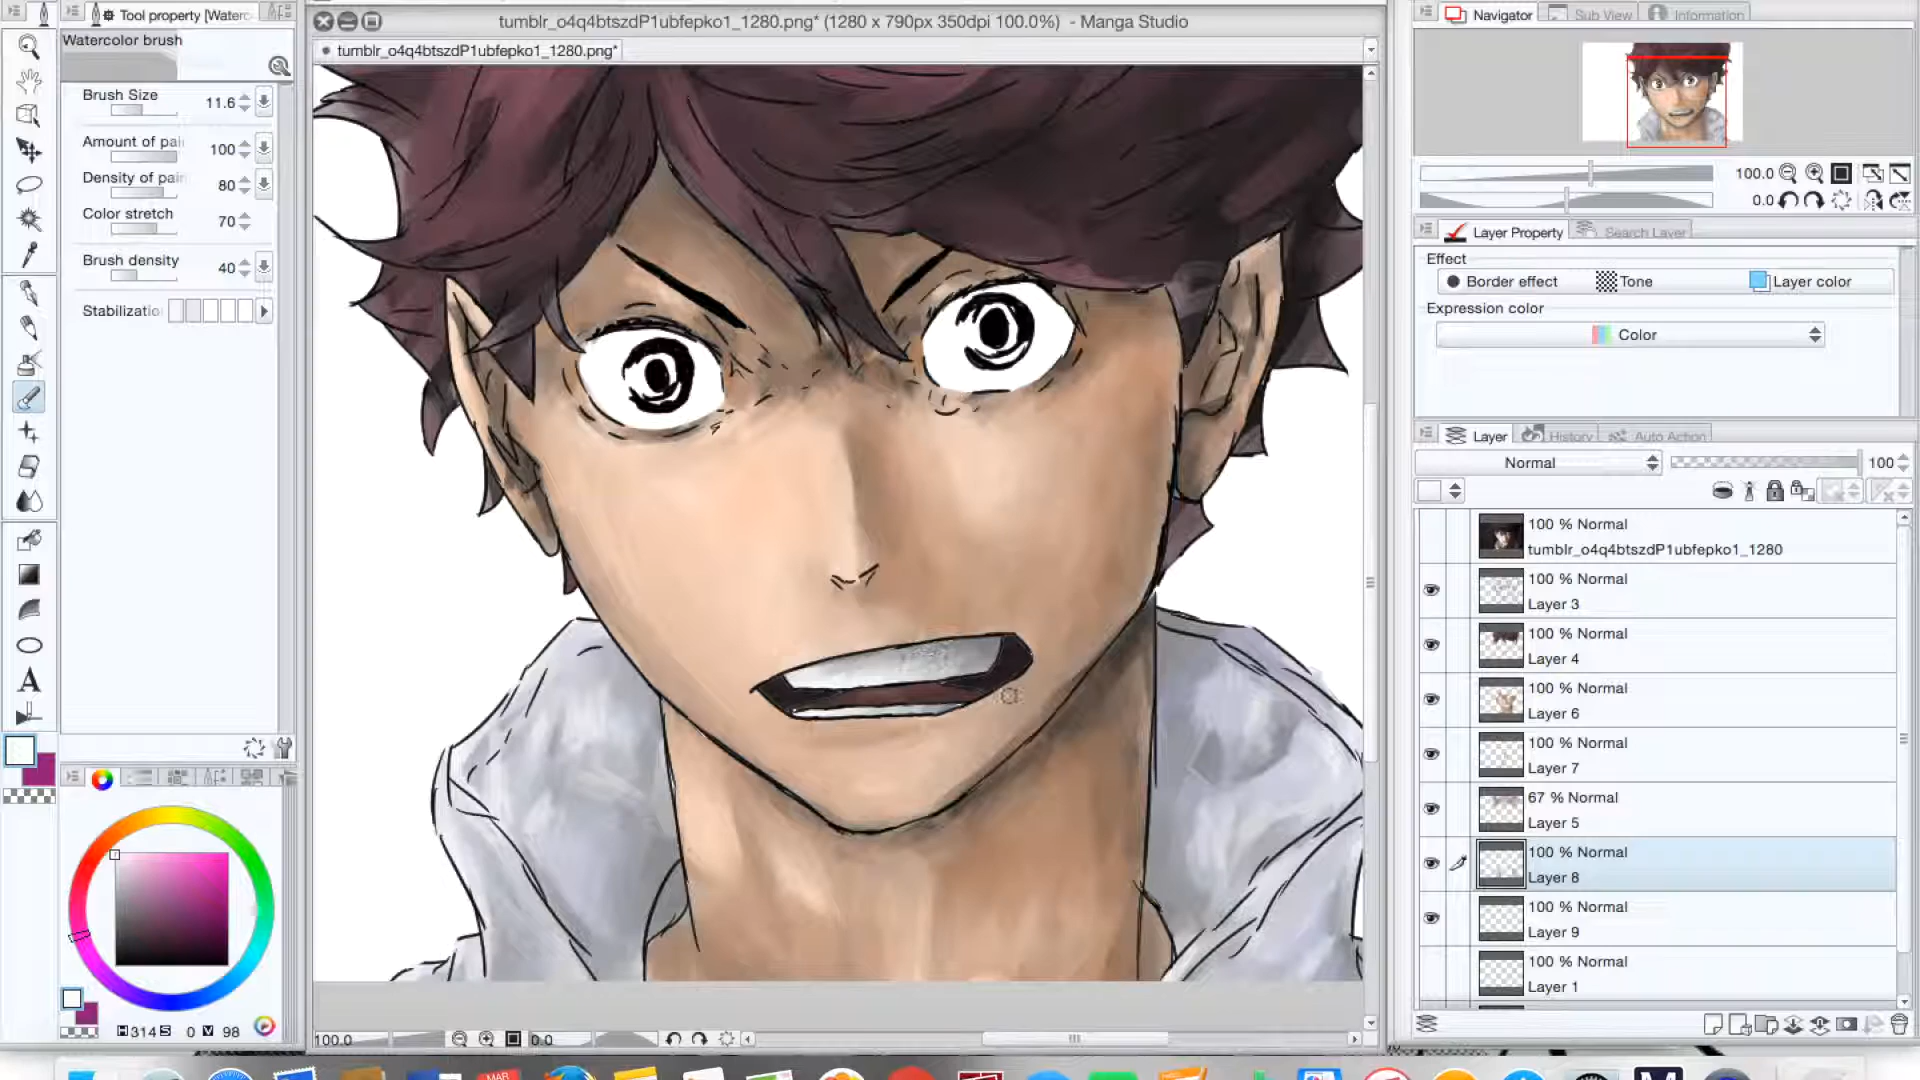 Tool property [Waterc
Watercolor brush
Brush Size 11.6
Amount of pai 100
Density of pain 80
Color stretch 70
Brush density 40
Stabilizatio
H 314 S 0 V 98
tumblr_o4q4btszdP1ubfepko1_1280.png* (1280 x 790px 350dpi 100.0%) - Manga Studio
tumblr_o4q4btszdP1ubfepko1_1280.png*
100.0
0.0
Navigator Sub View Information
100.0
0.0
Layer Property Search Layer
Effect
Border effect Tone Layer color
Expression color
Color
Layer History Auto Action
Normal 100
100 % Normal
tumblr_o4q4btszdP1ubfepko1_1280
100 % Normal
Layer 3
100 % Normal
Layer 4
100 % Normal
Layer 6
100 % Normal
Layer 7
67 % Normal
Layer 5
100 % Normal
Layer 8
100 % Normal
Layer 9
100 % Normal
Layer 1
A
MAR